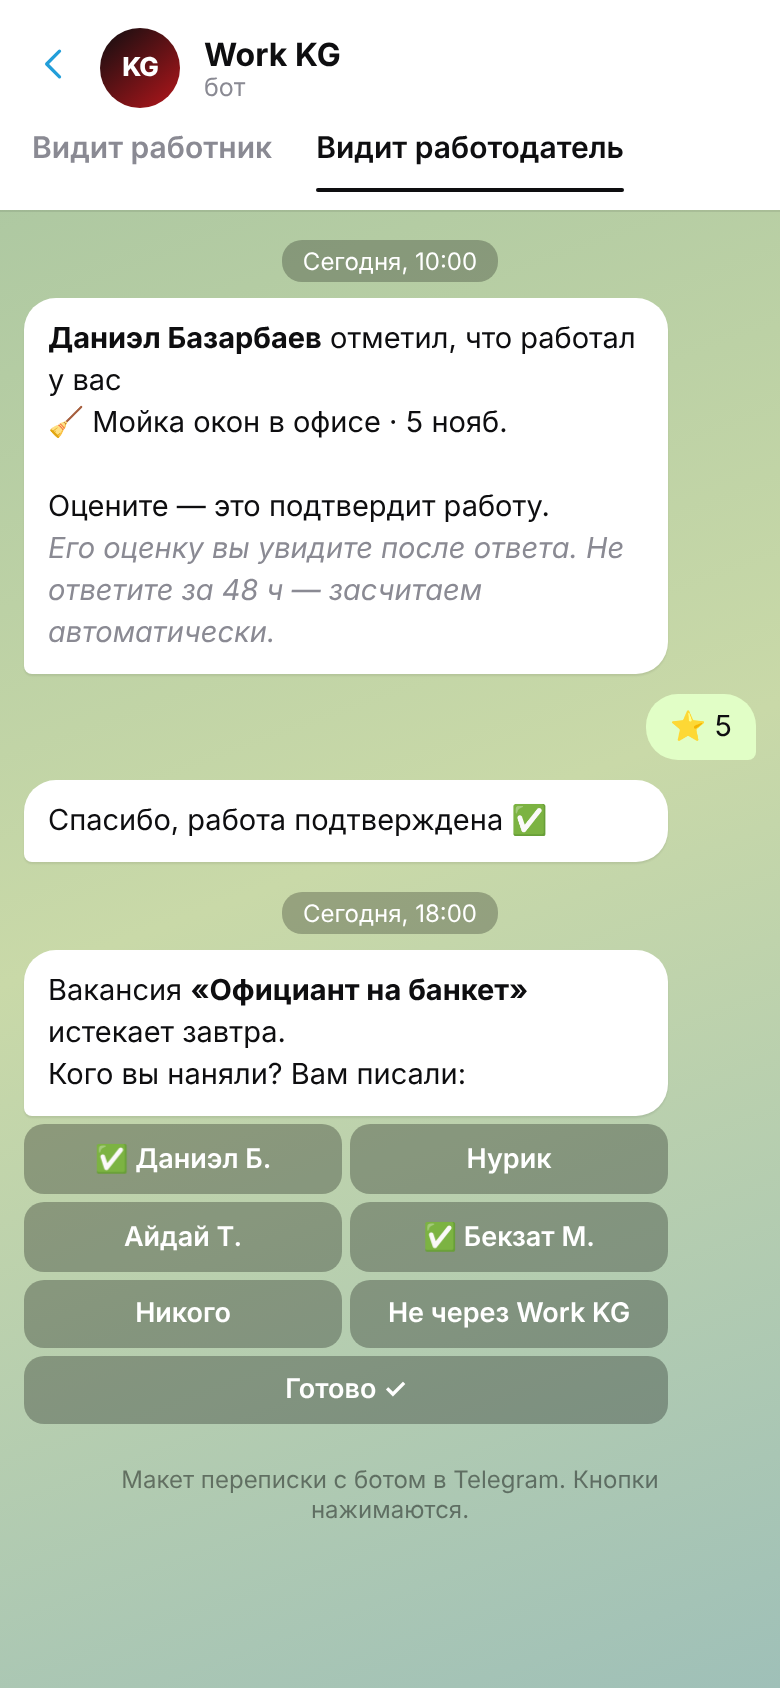 KG
Work KG
бот
Видит работник
Видит работодатель
Сегодня, 10:00
Даниэл Базарбаев отметил, что работал
у вас
🧹 Мойка окон в офисе · 5 нояб.
Оцените — это подтвердит работу.
Его оценку вы увидите после ответа. Не
ответите за 48 ч — засчитаем
автоматически.
⭐ 5
Спасибо, работа подтверждена ✅
Сегодня, 18:00
Вакансия «Официант на банкет»
истекает завтра.
Кого вы наняли? Вам писали:
✅ Даниэл Б.
Нурик
Айдай Т.
✅ Бекзат М.
Никого
Не через Work KG
Готово ✓
Макет переписки с ботом в Telegram. Кнопки
нажимаются.